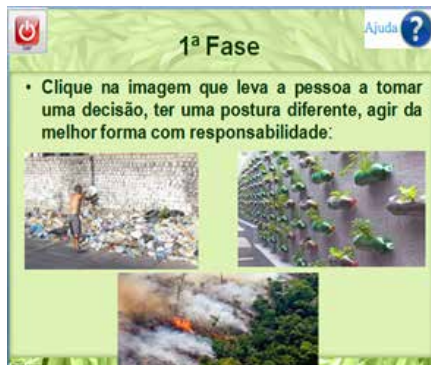 Ajuda ?
1ª Fase
• Clique na imagem que leva a pessoa a tomar
uma decisão, ter uma postura diferente, agir da
melhor forma com responsabilidade: